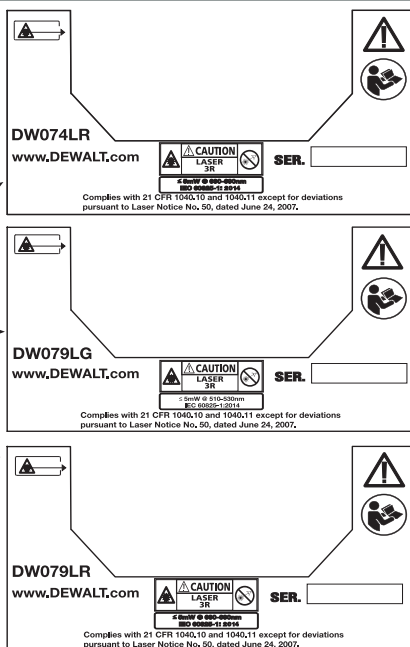 DW074LR
www.DEWALT.com
CAUTION
LASER
3R
≤ 5mW @ 630-680nm
IEC 60825-1: 2014
SER.
Complies with 21 CFR 1040.10 and 1040.11 except for deviations
pursuant to Laser Notice No. 50, dated June 24, 2007.
DW079LG
www.DEWALT.com
CAUTION
LASER
3R
≤ 5mW @ 510-530nm
IEC 60825-1:2014
SER.
Complies with 21 CFR 1040.10 and 1040.11 except for deviations
pursuant to Laser Notice No. 50, dated June 24, 2007.
DW079LR
www.DEWALT.com
CAUTION
LASER
3R
IEC 60825-1: 2014
SER.
Complies with 21 CFR 1040.10 and 1040.11 except for deviations
pursuant to Laser Notice No. 50, dated June 24, 2007.